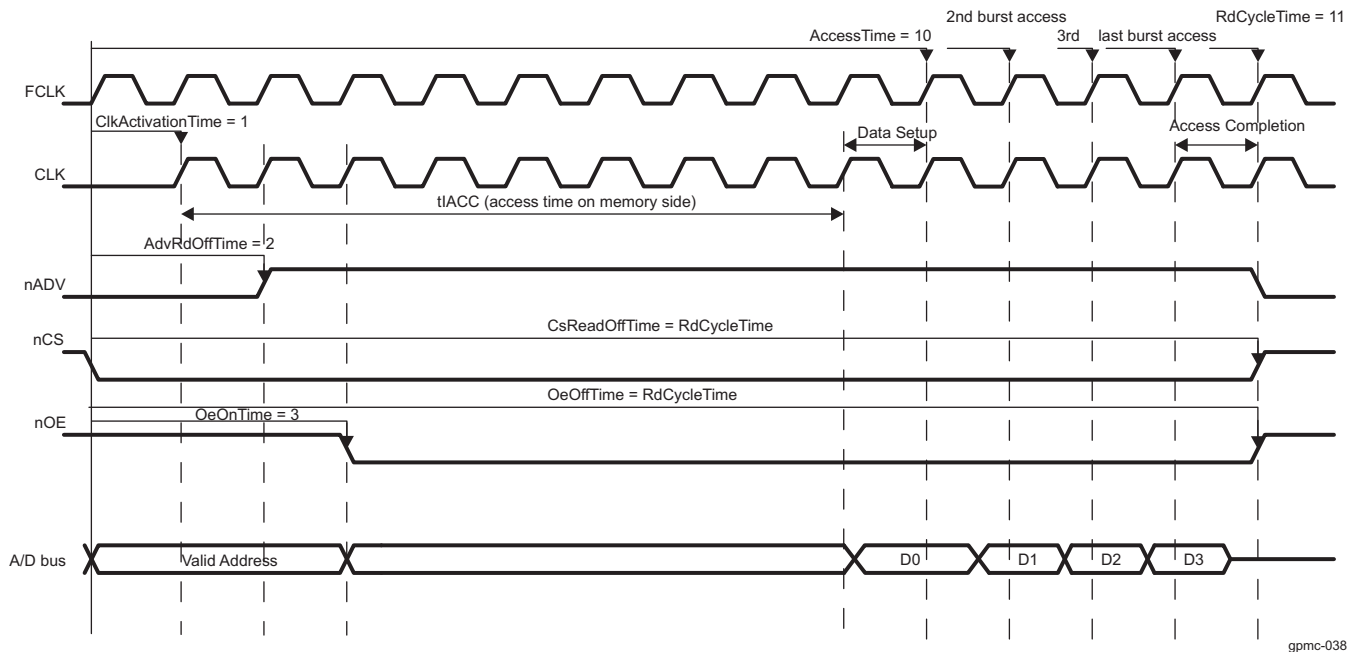 2nd burst access
RdCycleTime = 11
AccessTime = 10
3rd
last burst access
FCLK
ClkActivationTime = 1
Data Setup
Access Completion
CLK
tIACC (access time on memory side)
AdvRdOffTime = 2
nADV
CsReadOffTime = RdCycleTime
nCS
OeOffTime = RdCycleTime
OeOnTime = 3
nOE
A/D bus
Valid Address
D0
D1
D2
D3
gpmc-038